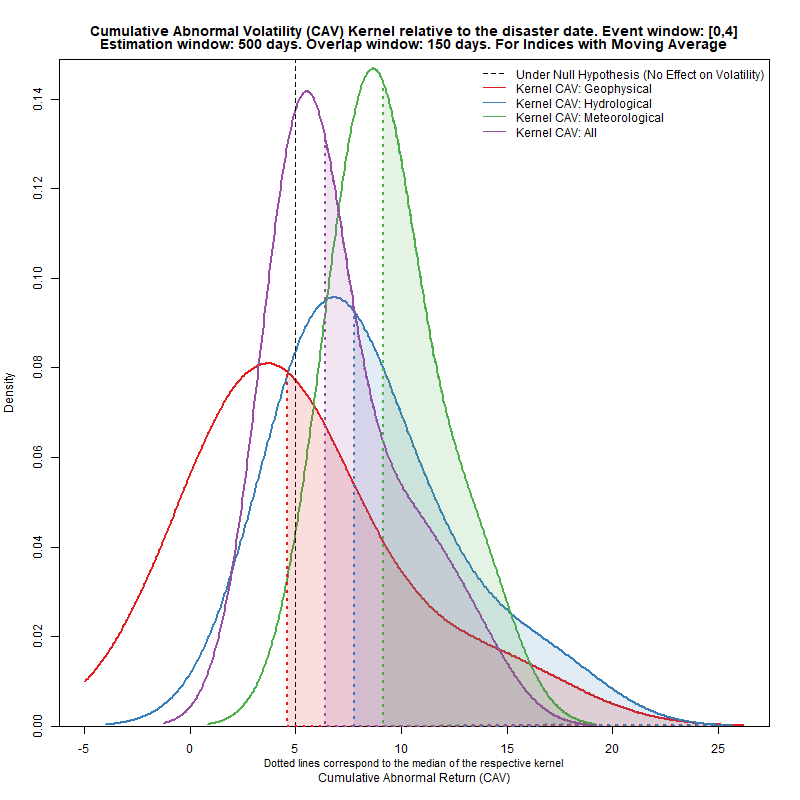 Cumulative Abnormal Volatility (CAV) Kernel relative to the disaster date. Event window: [0,4]
Estimation window: 500 days. Overlap window: 150 days. For Indices with Moving Average
Under Null Hypothesis (No Effect on Volatility)
Kernel CAV: Geophysical
Kernel CAV: Hydrological
Kernel CAV: Meteorological
Kernel CAV: All
0.14
0.12
0.10
0.08
0.06
0.04
0.02
0.00
Density
-5 0 5 10 15 20 25
Dotted lines correspond to the median of the respective kernel
Cumulative Abnormal Return (CAV)